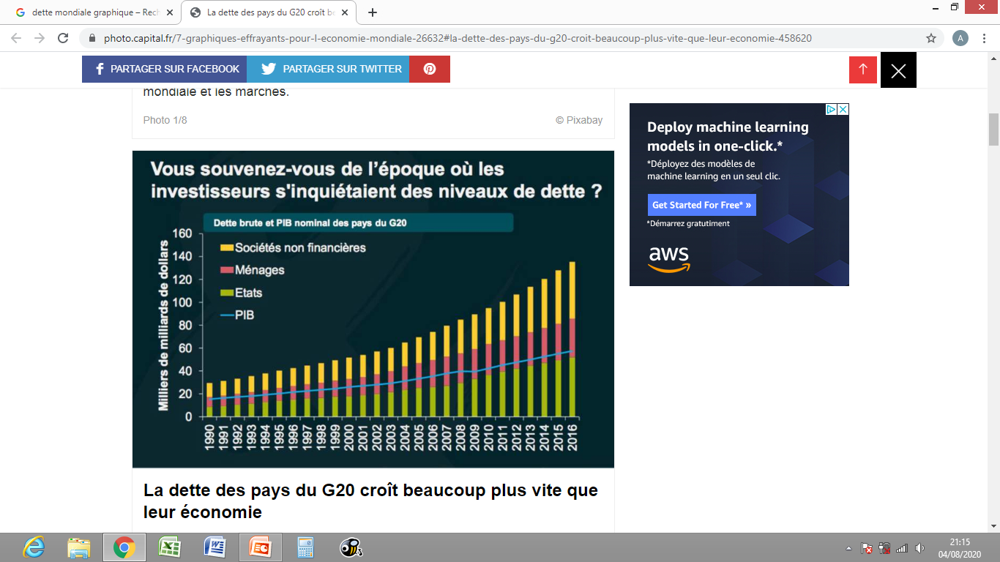 dette mondiale graphique – Rech
La dette des pays du G20 croît be
photo.capital.fr/7-graphiques-effrayants-pour-l-economie-mondiale-26632#la-dette-des-pays-du-g20-croit-beaucoup-plus-vite-que-leur-economie-458620
A
PARTAGER SUR FACEBOOK
PARTAGER SUR TWITTER
mondiale et les marchés.
Photo 1/8
© Pixabay
Vous souvenez-vous de l'époque où les
investisseurs s'inquiétaient des niveaux de dette ?
Dette brute et PIB nominal des pays du G20
Milliers de milliards de dollars
160
140
120
100
80
60
40
20
0
Sociétés non financières
Ménages
Etats
PIB
1990
1991
1992
1993
1994
1995
1996
1997
1998
1999
2000
2001
2002
2003
2004
2005
2006
2007
2008
2009
2010
2011
2012
2013
2014
2015
2016
La dette des pays du G20 croît beaucoup plus vite que
leur économie
Deploy machine learning
models in one-click.*
*Déployez des modèles de
machine learning en un seul clic.
Get Started For Free* »
*Démarrez gratutiment
aws
21:15
04/08/2020